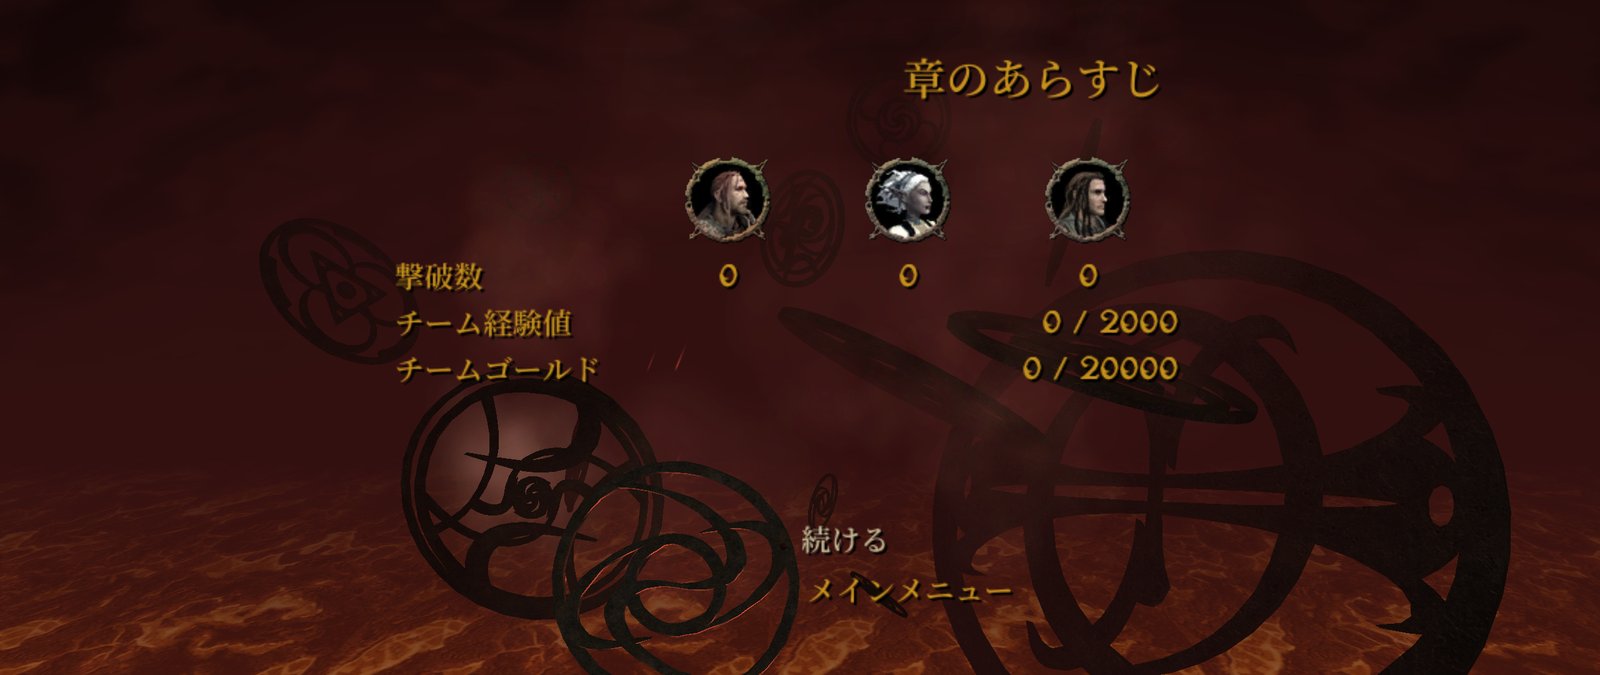 章のあらすじ
撃破数 0 0 0
チーム経験値 0 / 2000
チームゴールド 0 / 20000
続ける
メインメニュー